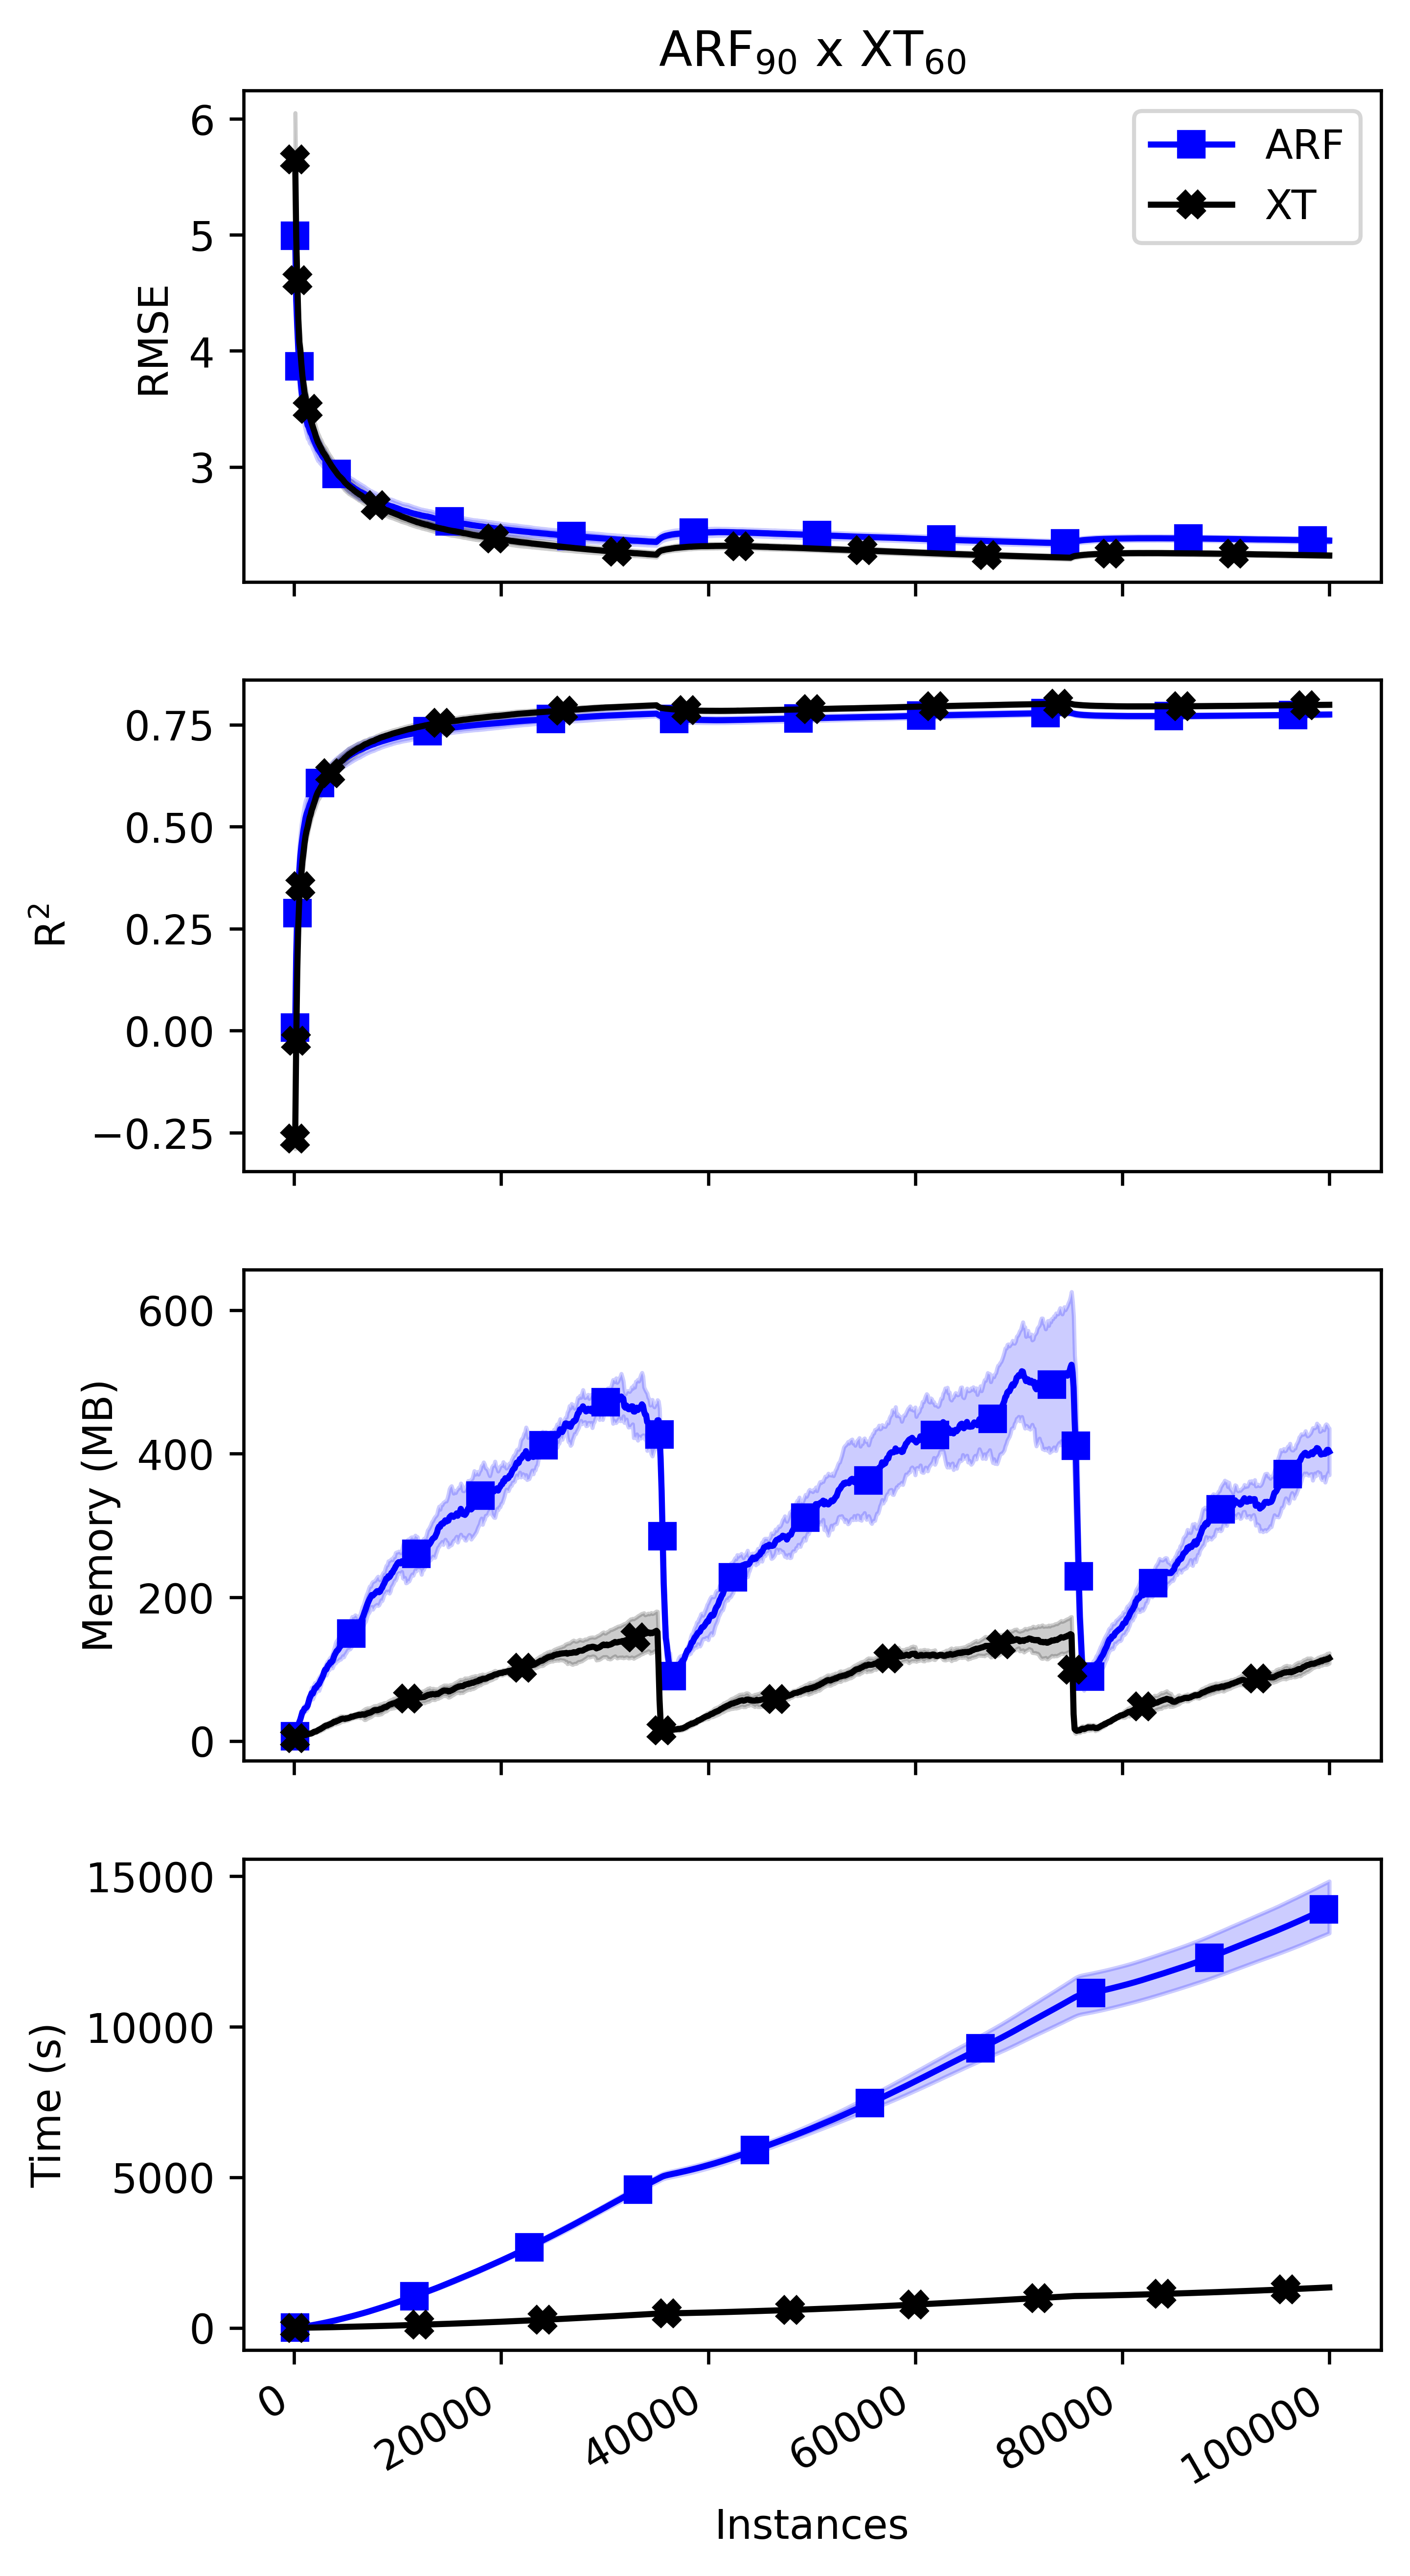 ARF₉₀ x XT₆₀
6
5
4
3
RMSE
ARF
XT
0.75
0.50
0.25
0.00
−0.25
R²
600
400
200
0
Memory (MB)
15000
10000
5000
0
Time (s)
0
20000
40000
60000
80000
100000
Instances